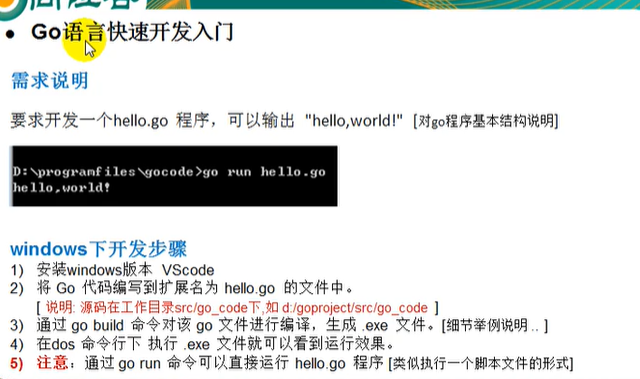 Go语言快速开发入门
需求说明
要求开发一个hello.go 程序，可以输出 "hello,world!" [对go程序基本结构说明]
D:\programfiles\gocode>go run hello.go
hello,world!
windows下开发步骤
1) 安装windows版本 VScode
2) 将 Go 代码编写到扩展名为 hello.go 的文件中。
[ 说明: 源码在工作目录src/go_code下,如 d:/goproject/src/go_code ]
3) 通过 go build 命令对该 go 文件进行编译，生成 .exe 文件。[细节举例说明 .. ]
4) 在dos 命令行下 执行 .exe 文件就可以看到运行效果。
5) 注意：通过 go run 命令可以直接运行 hello.go 程序 [类似执行一个脚本文件的形式]